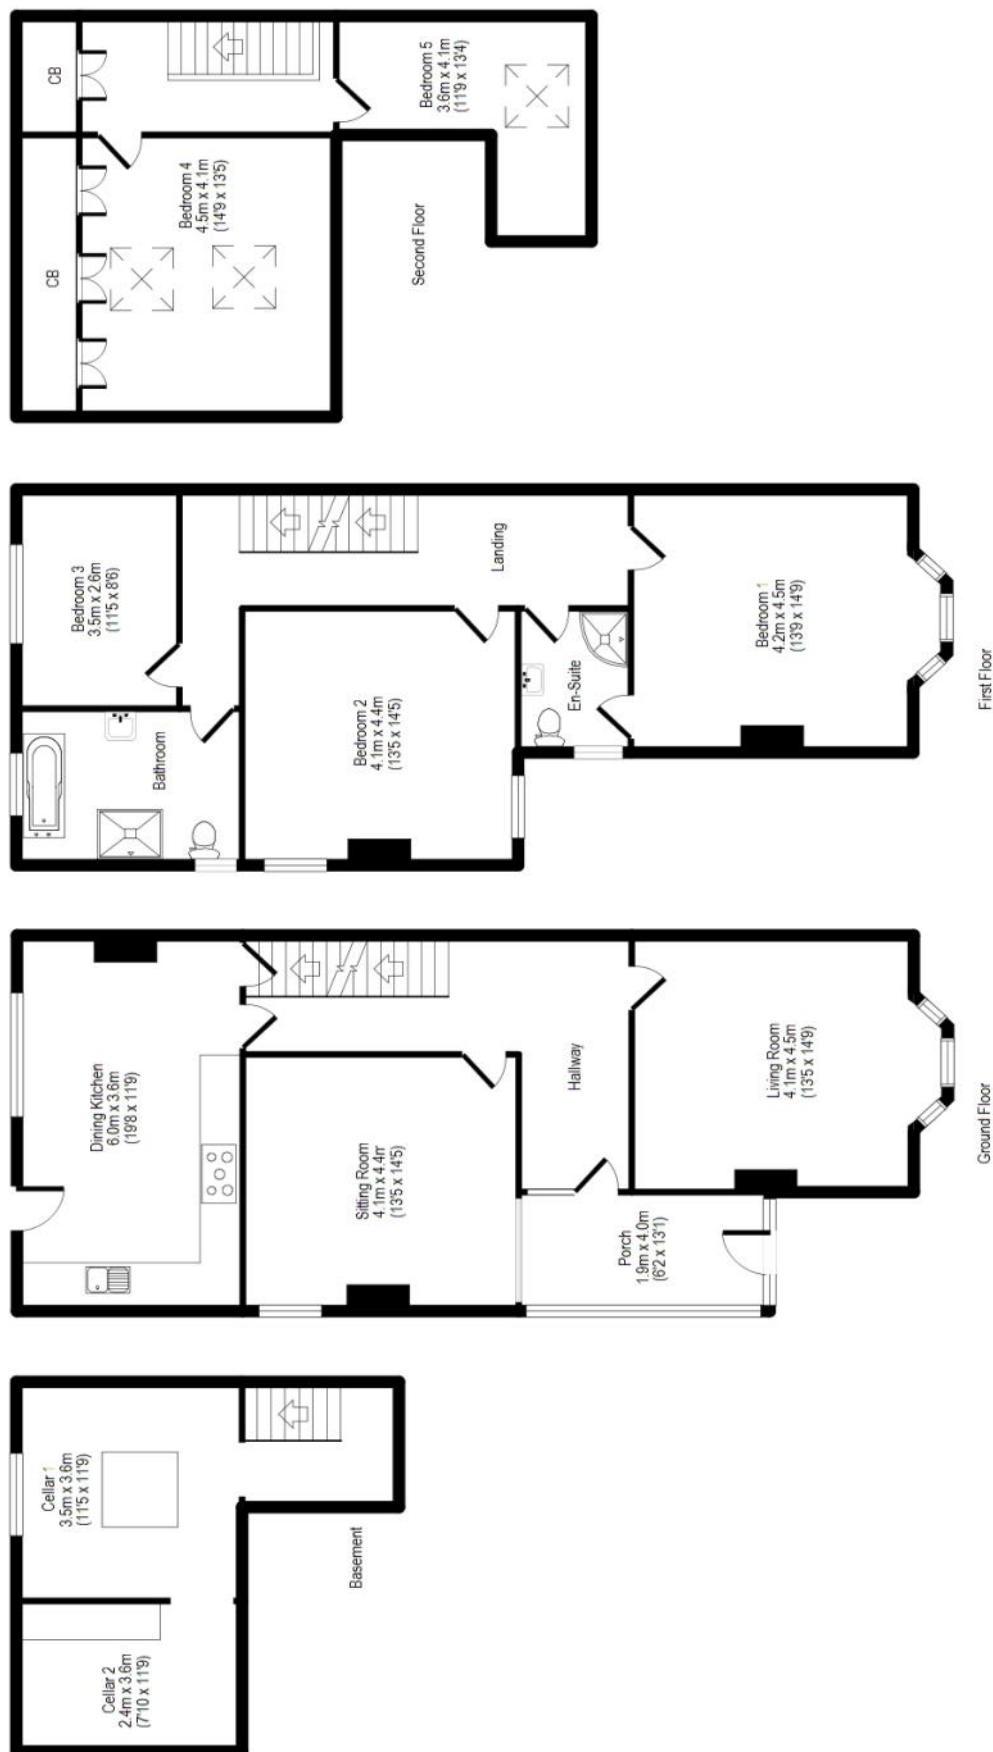 Cellar 2
2.4m x 3.6m
(7'10 x 11'9)
Cellar 1
3.5m x 3.6m
(11'5 x 11'9)
Basement
Dining Kitchen
6.0m x 3.6m
(19'8 x 11'9)
Sitting Room
4.1m x 4.4m
(13'5 x 14'5)
Hallway
Porch
1.9m x 4.0m
(6'2 x 13'1)
Living Room
4.1m x 4.5m
(13'5 x 14'9)
Ground Floor
Bathroom
Bedroom 3
3.5m x 2.6m
(11'5 x 8'6)
Bedroom 2
4.1m x 4.4m
(13'5 x 14'5)
Landing
En-Suite
Bedroom 1
4.2m x 4.5m
(13'9 x 14'9)
First Floor
CB
CB
Bedroom 4
4.5m x 4.1m
(14'9 x 13'5)
Bedroom 5
3.6m x 4.1m
(11'9 x 13'4)
Second Floor